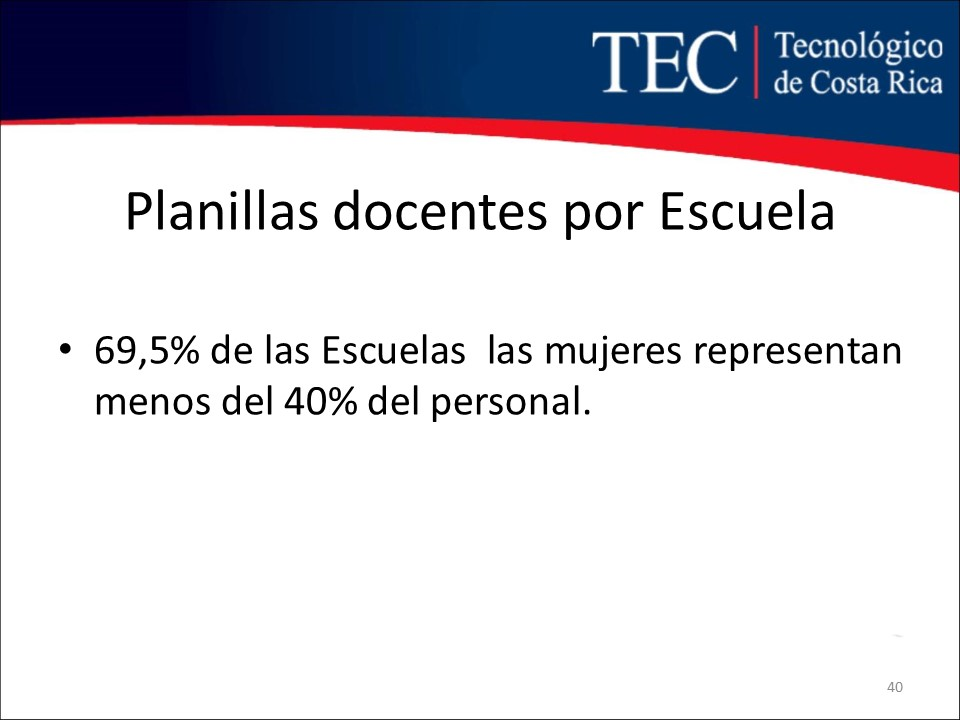 TEC | Tecnológico
de Costa Rica
Planillas docentes por Escuela
• 69,5% de las Escuelas  las mujeres representan
menos del 40% del personal.
40